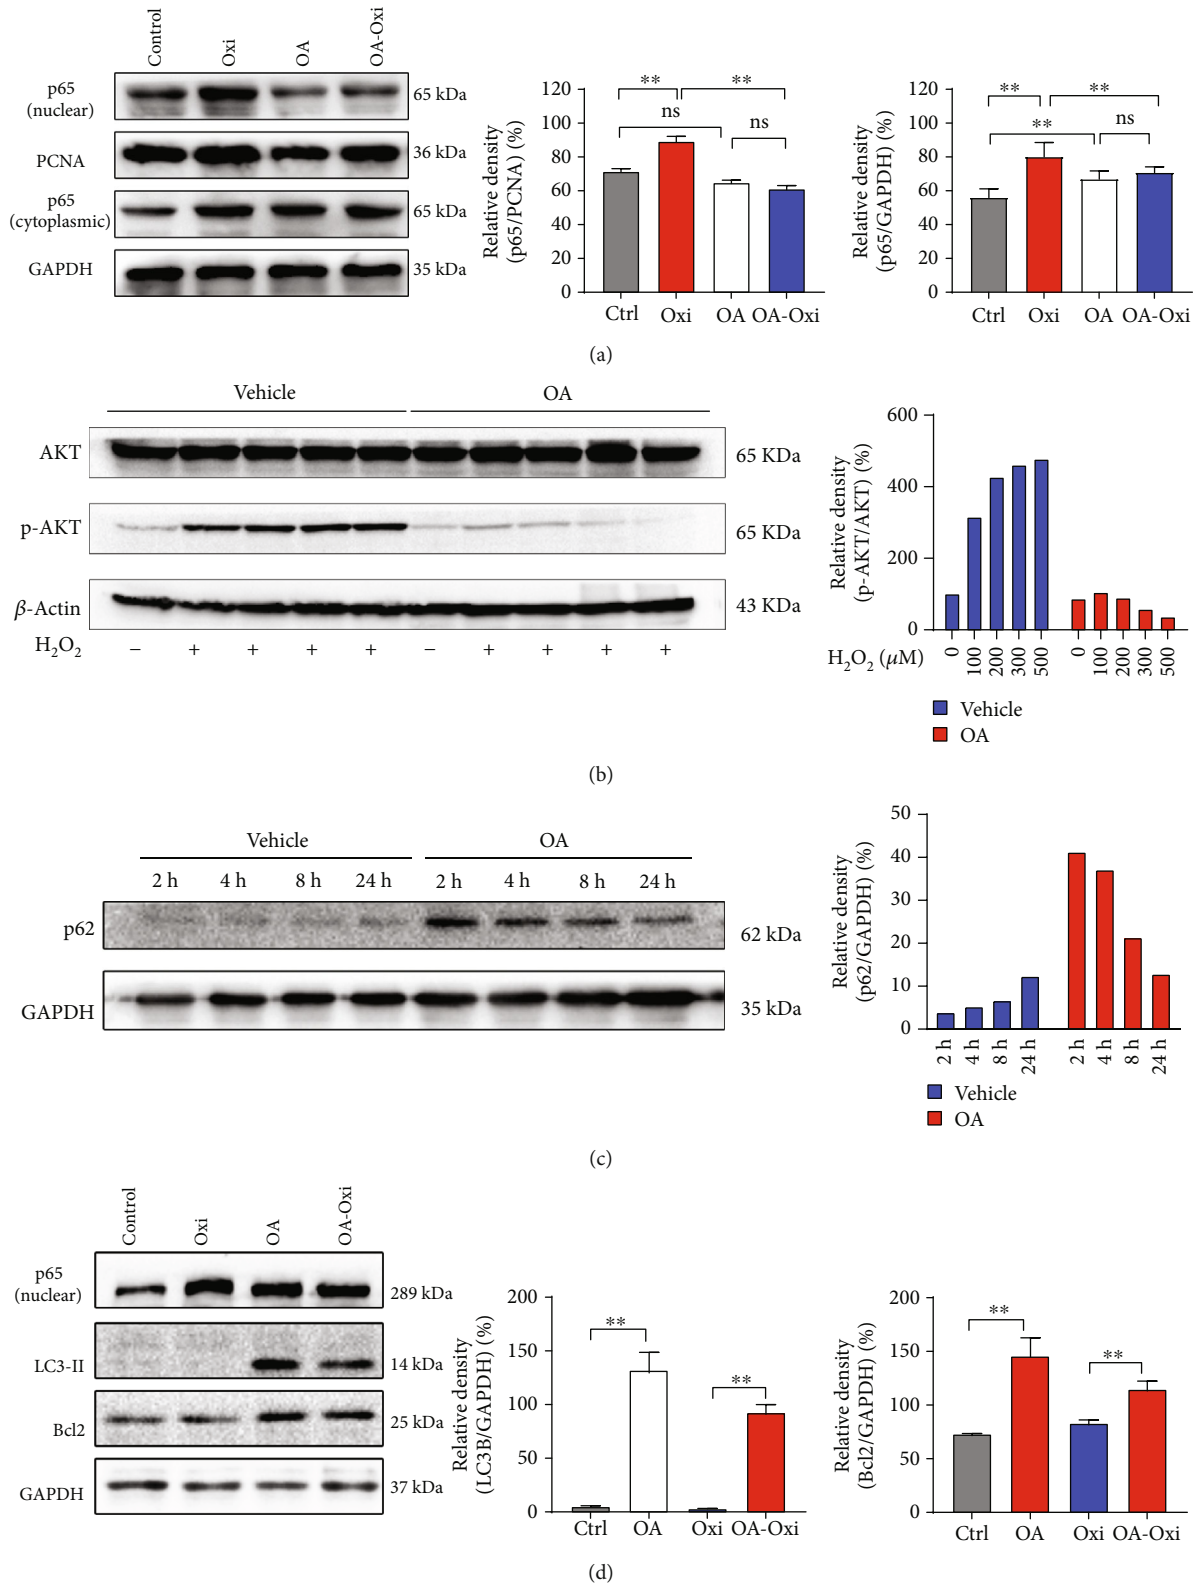 Control Oxi OA OA-Oxi
p65
(nuclear)
65 kDa
PCNA
36 kDa
p65
(cytoplasmic)
65 kDa
GAPDH
35 kDa
Relative density
(p65/PCNA) (%)
120
100
80
60
40
20
0
** **
ns ns
Ctrl Oxi OA OA-Oxi
Relative density
(p65/GAPDH) (%)
120
100
80
60
40
20
0
** **
** ns
Ctrl Oxi OA OA-Oxi
(a)
Vehicle OA
AKT
65 KDa
p-AKT
65 KDa
β-Actin
43 KDa
H₂O₂ − + + + + − + + + +
Relative density
(p-AKT/AKT) (%)
600
400
200
0
H₂O₂ (μM) 0 100 200 300 500 0 100 200 300 500
Vehicle
OA
(b)
Vehicle OA
2 h 4 h 8 h 24 h 2 h 4 h 8 h 24 h
p62
62 kDa
GAPDH
35 kDa
Relative density
(p62/GAPDH) (%)
50
40
30
20
10
0
2 h 4 h 8 h 24 h 2 h 4 h 8 h 24 h
Vehicle
OA
(c)
Control Oxi OA OA-Oxi
p65
(nuclear)
289 kDa
LC3-II
14 kDa
Bcl2
25 kDa
GAPDH
37 kDa
Relative density
(LC3B/GAPDH) (%)
200
150
100
50
0
** **
Ctrl OA Oxi OA-Oxi
Relative density
(Bcl2/GAPDH) (%)
200
150
100
50
0
** **
Ctrl OA Oxi OA-Oxi
(d)